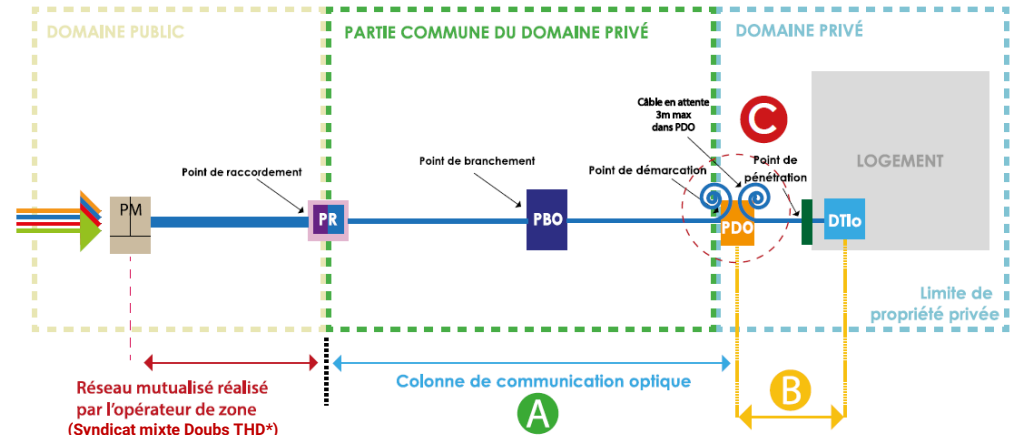 DOMAINE PUBLIC
PARTIE COMMUNE DU DOMAINE PRIVÉ
DOMAINE PRIVÉ
Câble en attente
3m max
dans PDO
C
Point de raccordement
Point de branchement
Point de démarcation
Point de
pénétration
LOGEMENT
PM
PR
PBO
PDO
DTIo
Limite de
propriété privée
Réseau mutualisé réalisé
par l'opérateur de zone
(Syndicat mixte Doubs THD*)
Colonne de communication optique
A
B